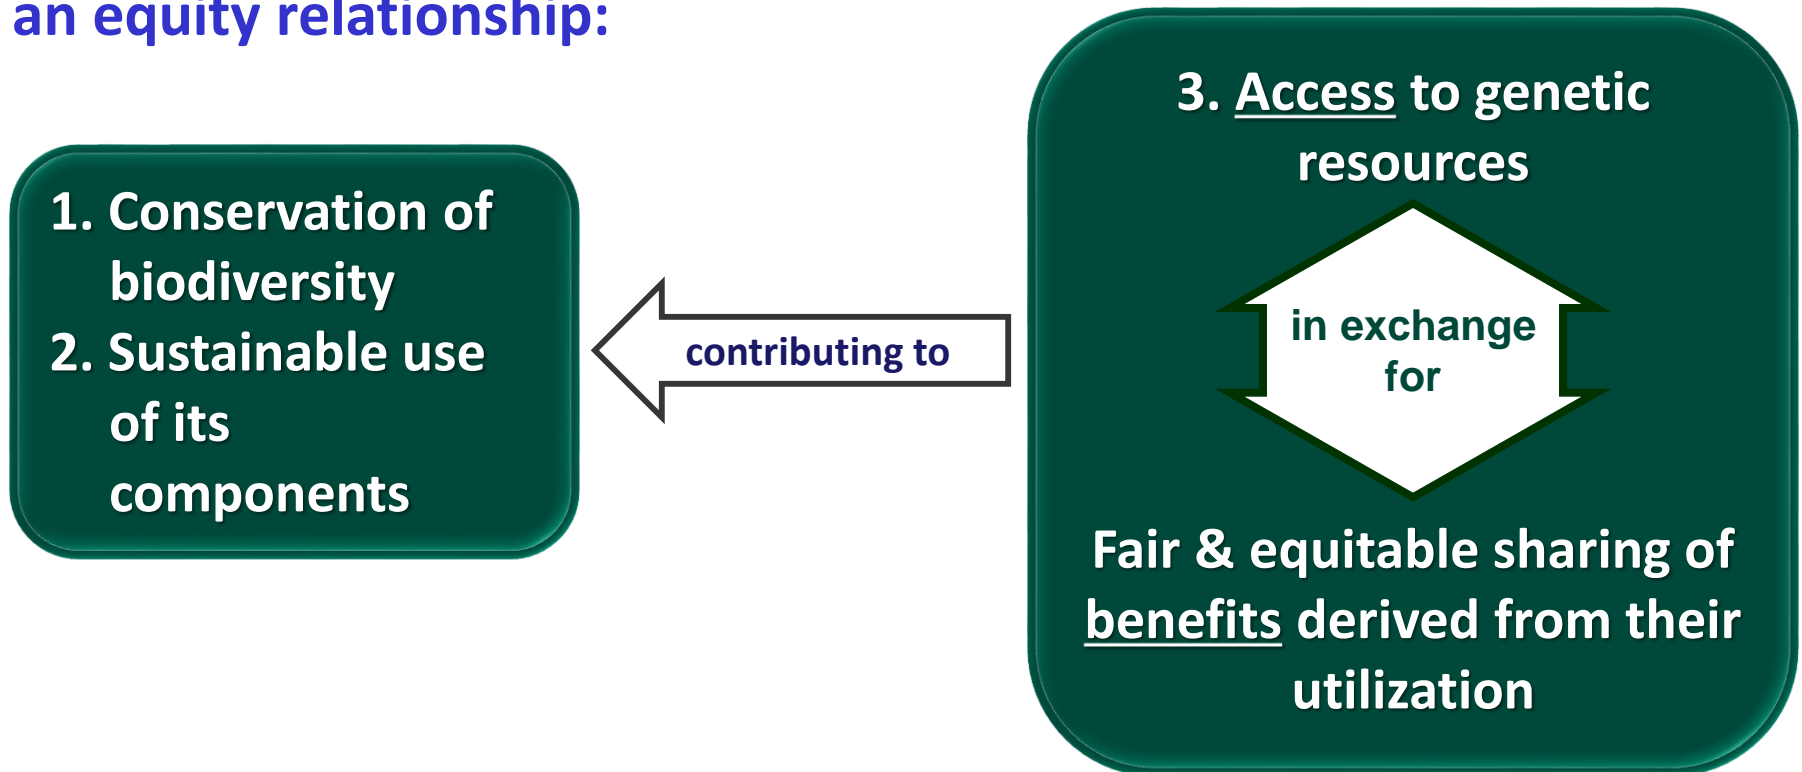 an equity relationship:
1. Conservation of
biodiversity
2. Sustainable use
of its
components
contributing to
3. Access to genetic
resources
in exchange
for
Fair & equitable sharing of
benefits derived from their
utilization